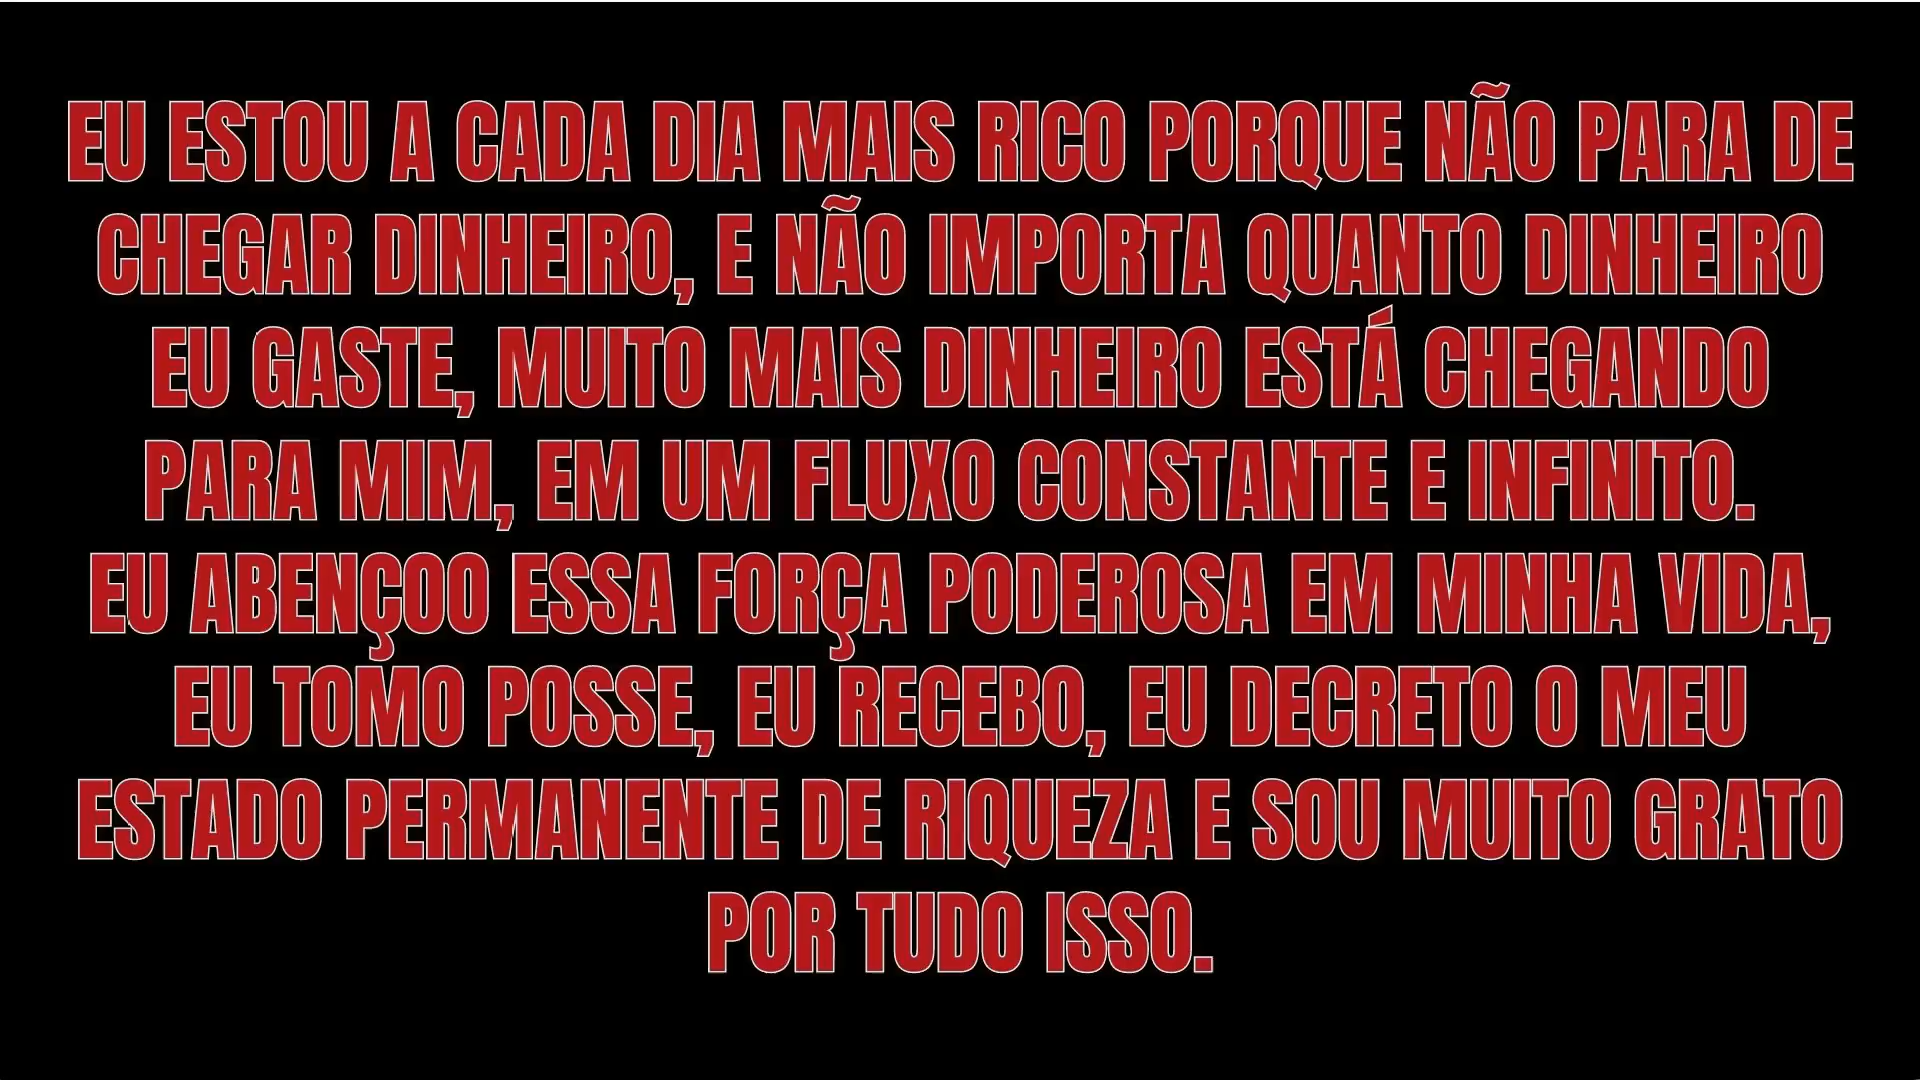 EU ESTOU A CADA DIA MAIS RICO PORQUE NÃO PARA DE
CHEGAR DINHEIRO, E NÃO IMPORTA QUANTO DINHEIRO
EU GASTE, MUITO MAIS DINHEIRO ESTÁ CHEGANDO
PARA MIM, EM UM FLUXO CONSTANTE E INFINITO.
EU ABENÇOO ESSA FORÇA PODEROSA EM MINHA VIDA,
EU TOMO POSSE, EU RECEBO, EU DECRETO O MEU
ESTADO PERMANENTE DE RIQUEZA E SOU MUITO GRATO
POR TUDO ISSO.